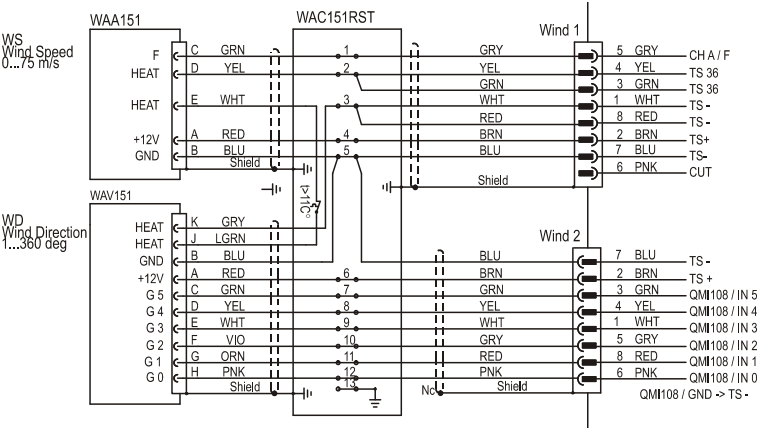 WAA151
WAC151RST
Wind 1
WS
Wind Speed
0...75 m/s
F C GRN 1 GRY 5 GRY CH A / F
HEAT D YEL 2 YEL 4 YEL TS 36
GRN 3 GRN TS 36
HEAT E WHT 3 WHT 1 WHT TS -
RED 8 RED TS -
+12V A RED 4 BRN 2 BRN TS+
GND B BLU 5 BLU 7 BLU TS-
Shield 6 PNK CUT
Shield
t>11C°
WAV151
WD
Wind Direction
1...360 deg
Wind 2
HEAT K GRY
HEAT J LGRN
GND B BLU BLU 7 BLU TS -
+12V A RED 6 BRN 2 BRN TS +
G 5 C GRN 7 GRN 3 GRN QMI108 / IN 5
G 4 D YEL 8 YEL 4 YEL QMI108 / IN 4
G 3 E WHT 9 WHT 1 WHT QMI108 / IN 3
G 2 F VIO 10 GRY 5 GRY QMI108 / IN 2
G 1 G ORN 11 RED 8 RED QMI108 / IN 1
G 0 H PNK 12 PNK 6 PNK QMI108 / IN 0
Shield 13 Nc Shield QMI108 / GND -> TS -